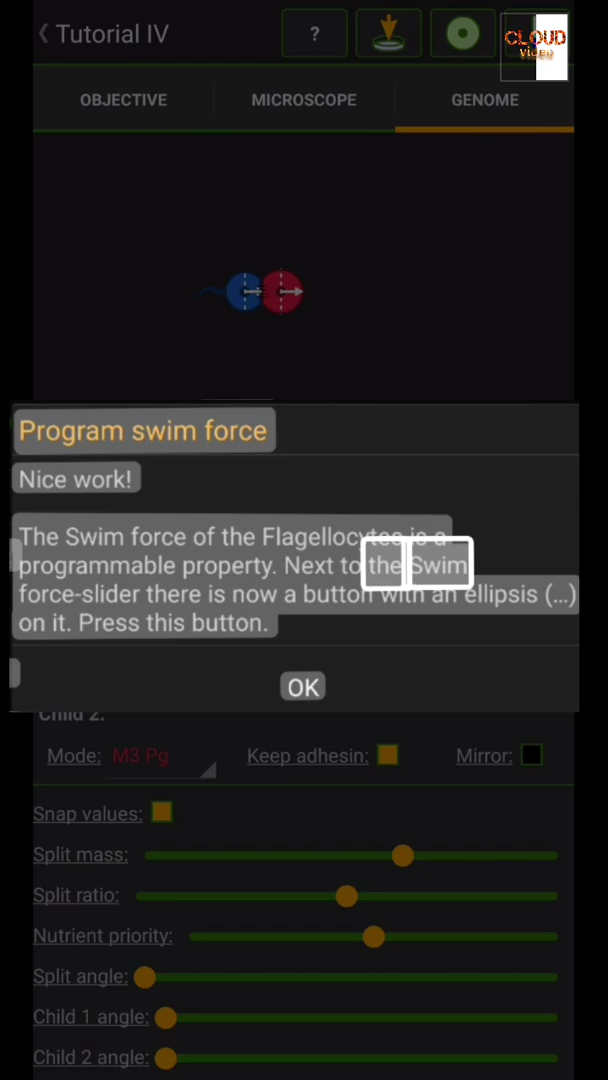 Tutorial IV
?
CLOUD
video
OBJECTIVE
MICROSCOPE
GENOME
Program swim force
Nice work!
The Swim force of the Flagellocytes is a
programmable property. Next to the Swim
force-slider there is now a button with an ellipsis (...)
on it. Press this button.
OK
Child 2:
Mode: M3 Pg
Keep adhesin:
Mirror:
Snap values:
Split mass:
Split ratio:
Nutrient priority:
Split angle:
Child 1 angle:
Child 2 angle: